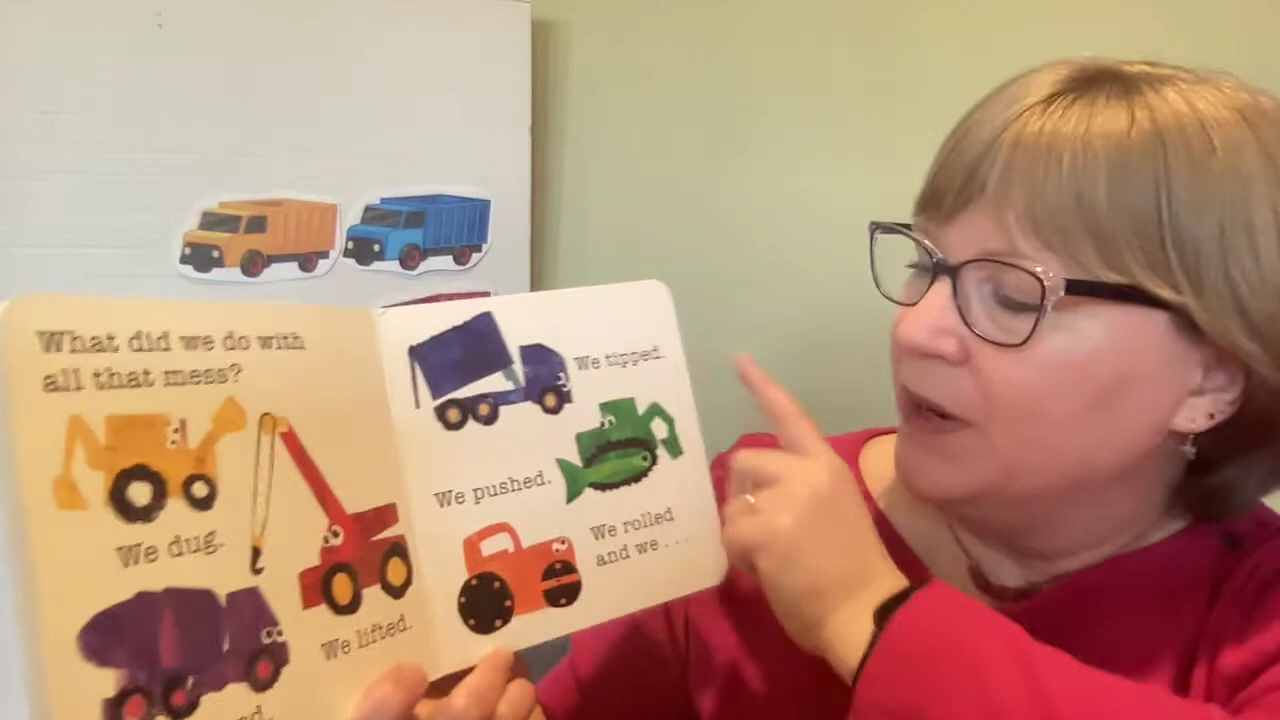 What did we do with
all that mess?
We dug.
We lifted.
We tipped.
We pushed.
We rolled
and we . . .